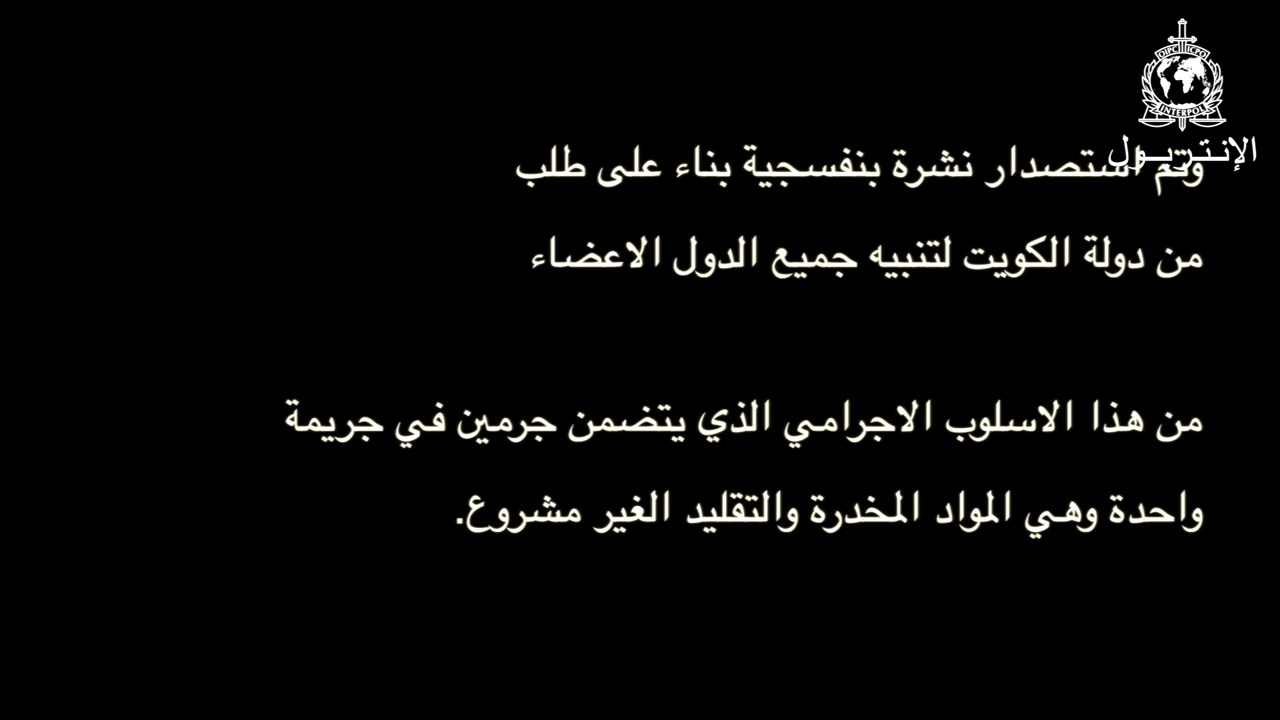 OIPC ICPO
INTERPOL
الإنتربول
وتم استصدار نشرة بنفسجية بناء على طلب
من دولة الكويت لتنبيه جميع الدول الاعضاء
من هذا الاسلوب الاجرامي الذي يتضمن جرمين في جريمة
واحدة وهي المواد المخدرة والتقليد الغير مشروع.